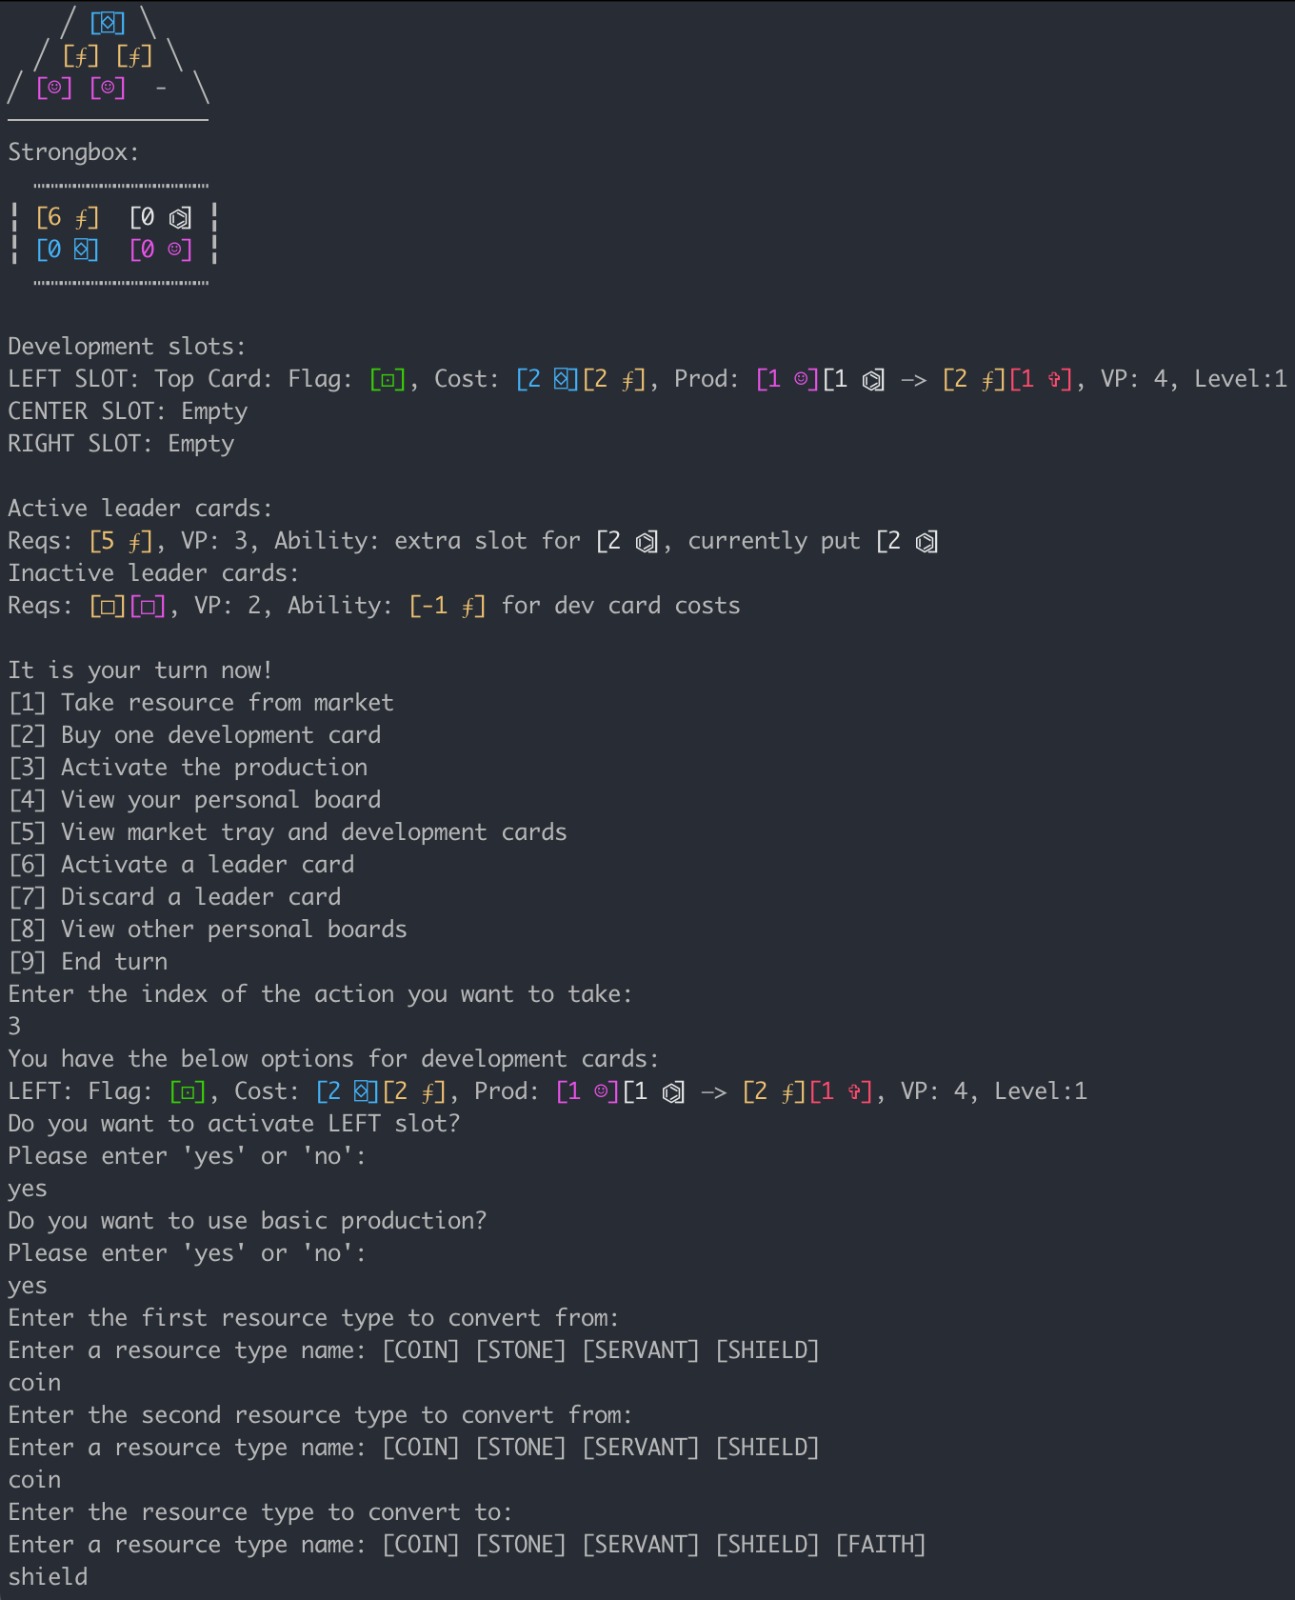 / [⍄] \
/ [∱] [∱] \
/ [☺] [☺] - \
Strongbox:
¦ [6 ∱] [0 ⌬] ¦
¦ [0 ⍄] [0 ☺] ¦
Development slots:
LEFT SLOT: Top Card: Flag: [⊡], Cost: [2 ⍄][2 ∱], Prod: [1 ☺][1 ⌬] —> [2 ∱][1 ✞], VP: 4, Level:1
CENTER SLOT: Empty
RIGHT SLOT: Empty
Active leader cards:
Reqs: [5 ∱], VP: 3, Ability: extra slot for [2 ⌬], currently put [2 ⌬]
Inactive leader cards:
Reqs: [□][□], VP: 2, Ability: [-1 ∱] for dev card costs
It is your turn now!
[1] Take resource from market
[2] Buy one development card
[3] Activate the production
[4] View your personal board
[5] View market tray and development cards
[6] Activate a leader card
[7] Discard a leader card
[8] View other personal boards
[9] End turn
Enter the index of the action you want to take:
3
You have the below options for development cards:
LEFT: Flag: [⊡], Cost: [2 ⍄][2 ∱], Prod: [1 ☺][1 ⌬] —> [2 ∱][1 ✞], VP: 4, Level:1
Do you want to activate LEFT slot?
Please enter 'yes' or 'no':
yes
Do you want to use basic production?
Please enter 'yes' or 'no':
yes
Enter the first resource type to convert from:
Enter a resource type name: [COIN] [STONE] [SERVANT] [SHIELD]
coin
Enter the second resource type to convert from:
Enter a resource type name: [COIN] [STONE] [SERVANT] [SHIELD]
coin
Enter the resource type to convert to:
Enter a resource type name: [COIN] [STONE] [SERVANT] [SHIELD] [FAITH]
shield